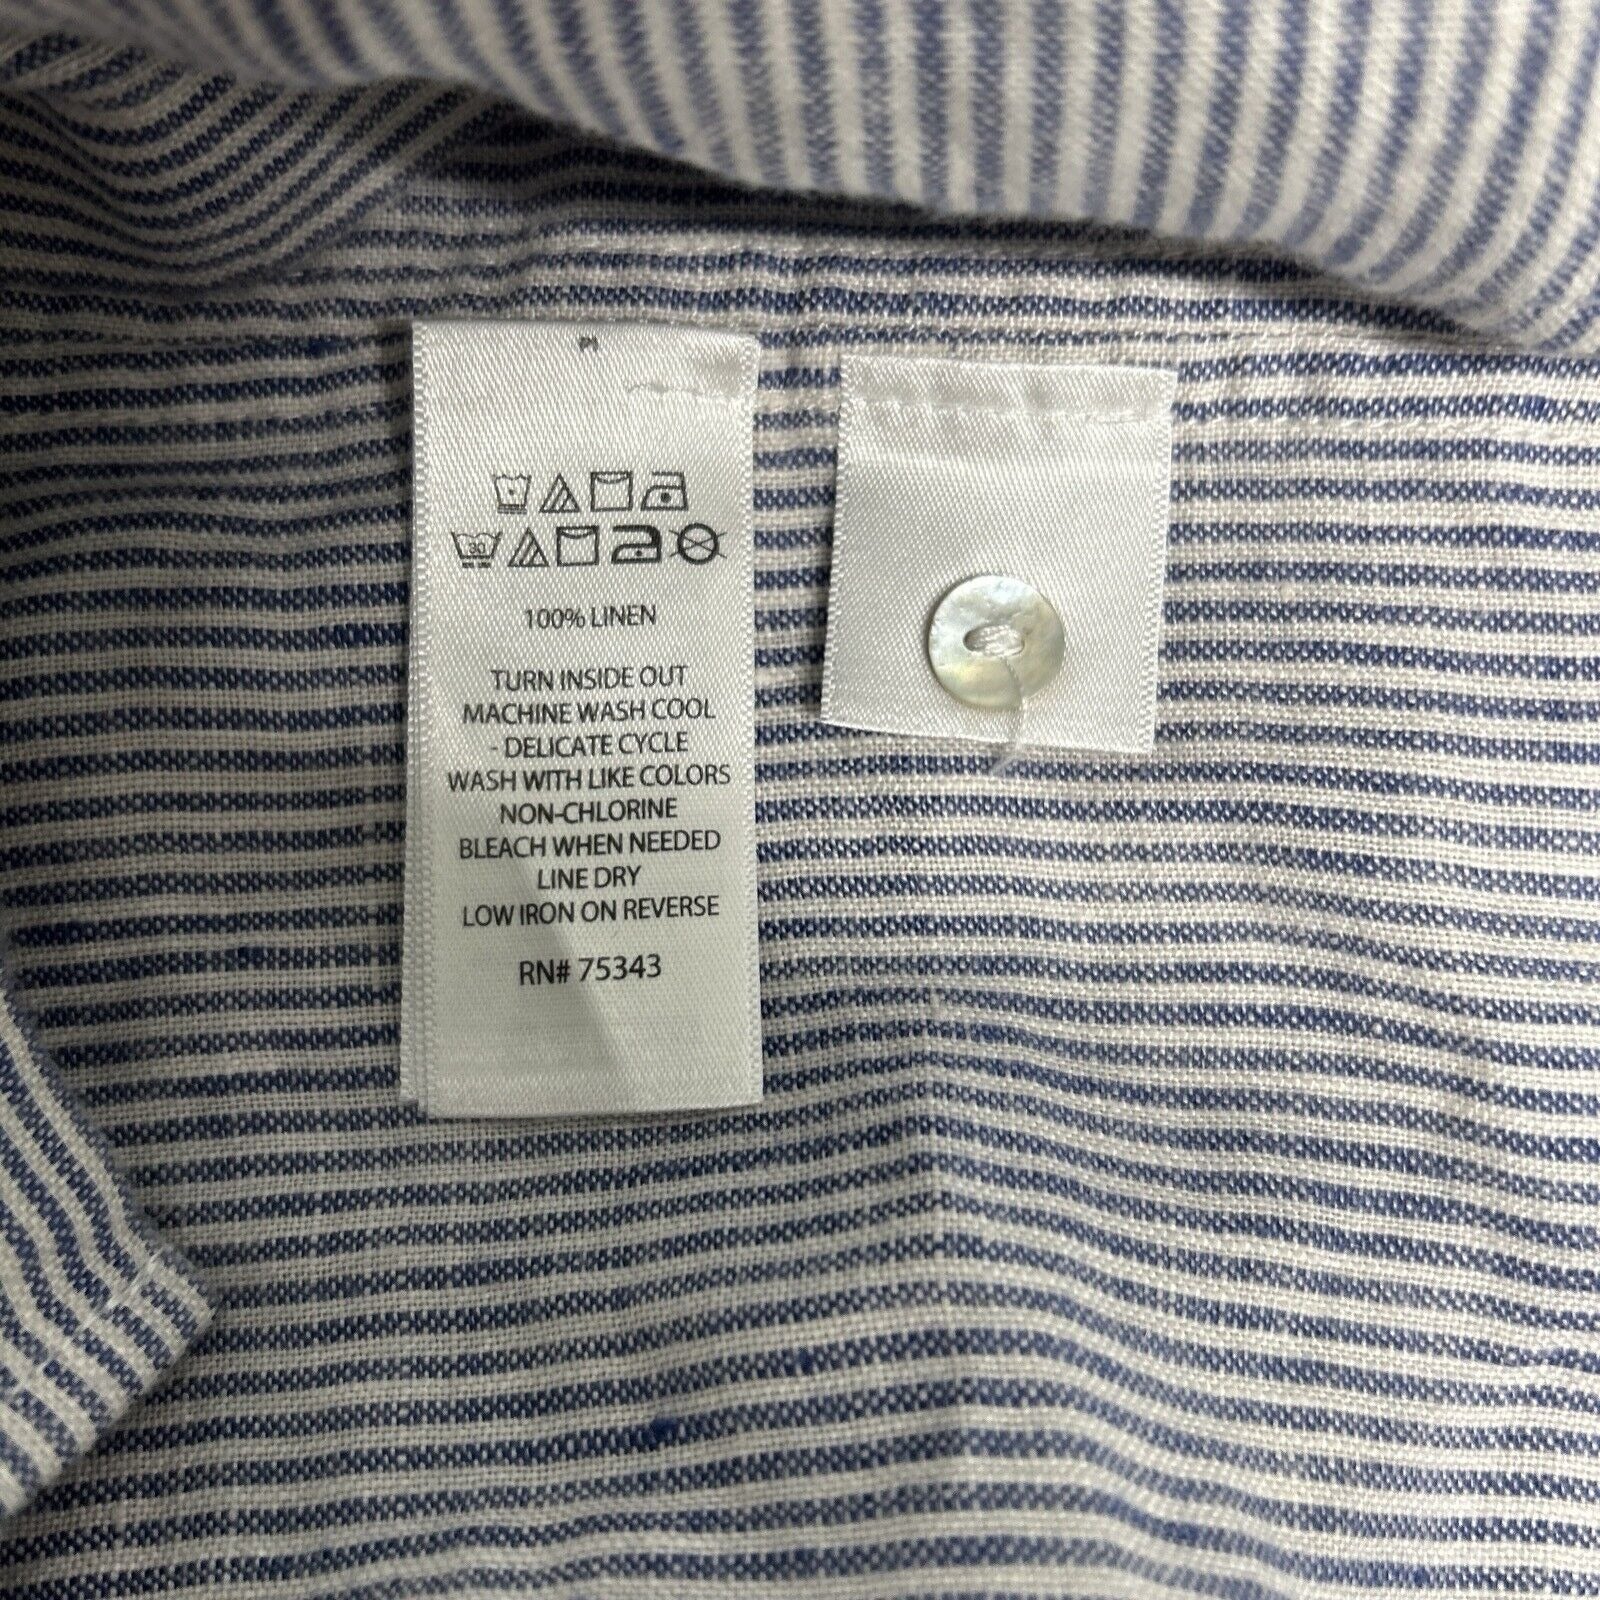 30
100% LINEN
TURN INSIDE OUT
MACHINE WASH COOL
- DELICATE CYCLE
WASH WITH LIKE COLORS
NON-CHLORINE
BLEACH WHEN NEEDED
LINE DRY
LOW IRON ON REVERSE
RN# 75343